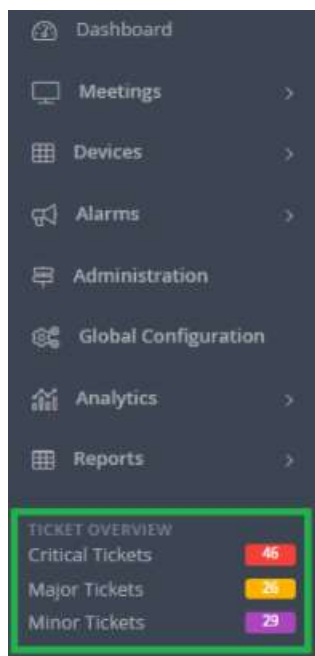 Dashboard
Meetings
Devices
Alarms
Administration
Global Configuration
Analytics
Reports
TICKET OVERVIEW
Critical Tickets 46
Major Tickets 26
Minor Tickets 29